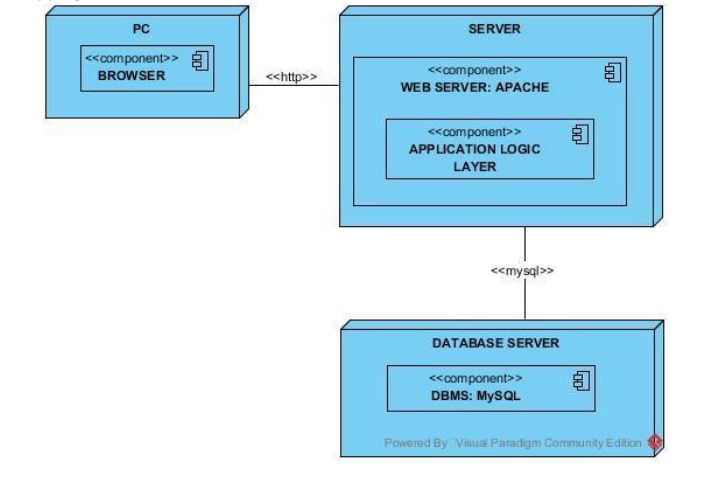 PC
<<component>>
BROWSER
<<http>>
SERVER
<<component>>
WEB SERVER: APACHE
<<component>>
APPLICATION LOGIC
LAYER
<<mysql>>
DATABASE SERVER
<<component>>
DBMS: MySQL
Powered By Visual Paradigm Community Edition